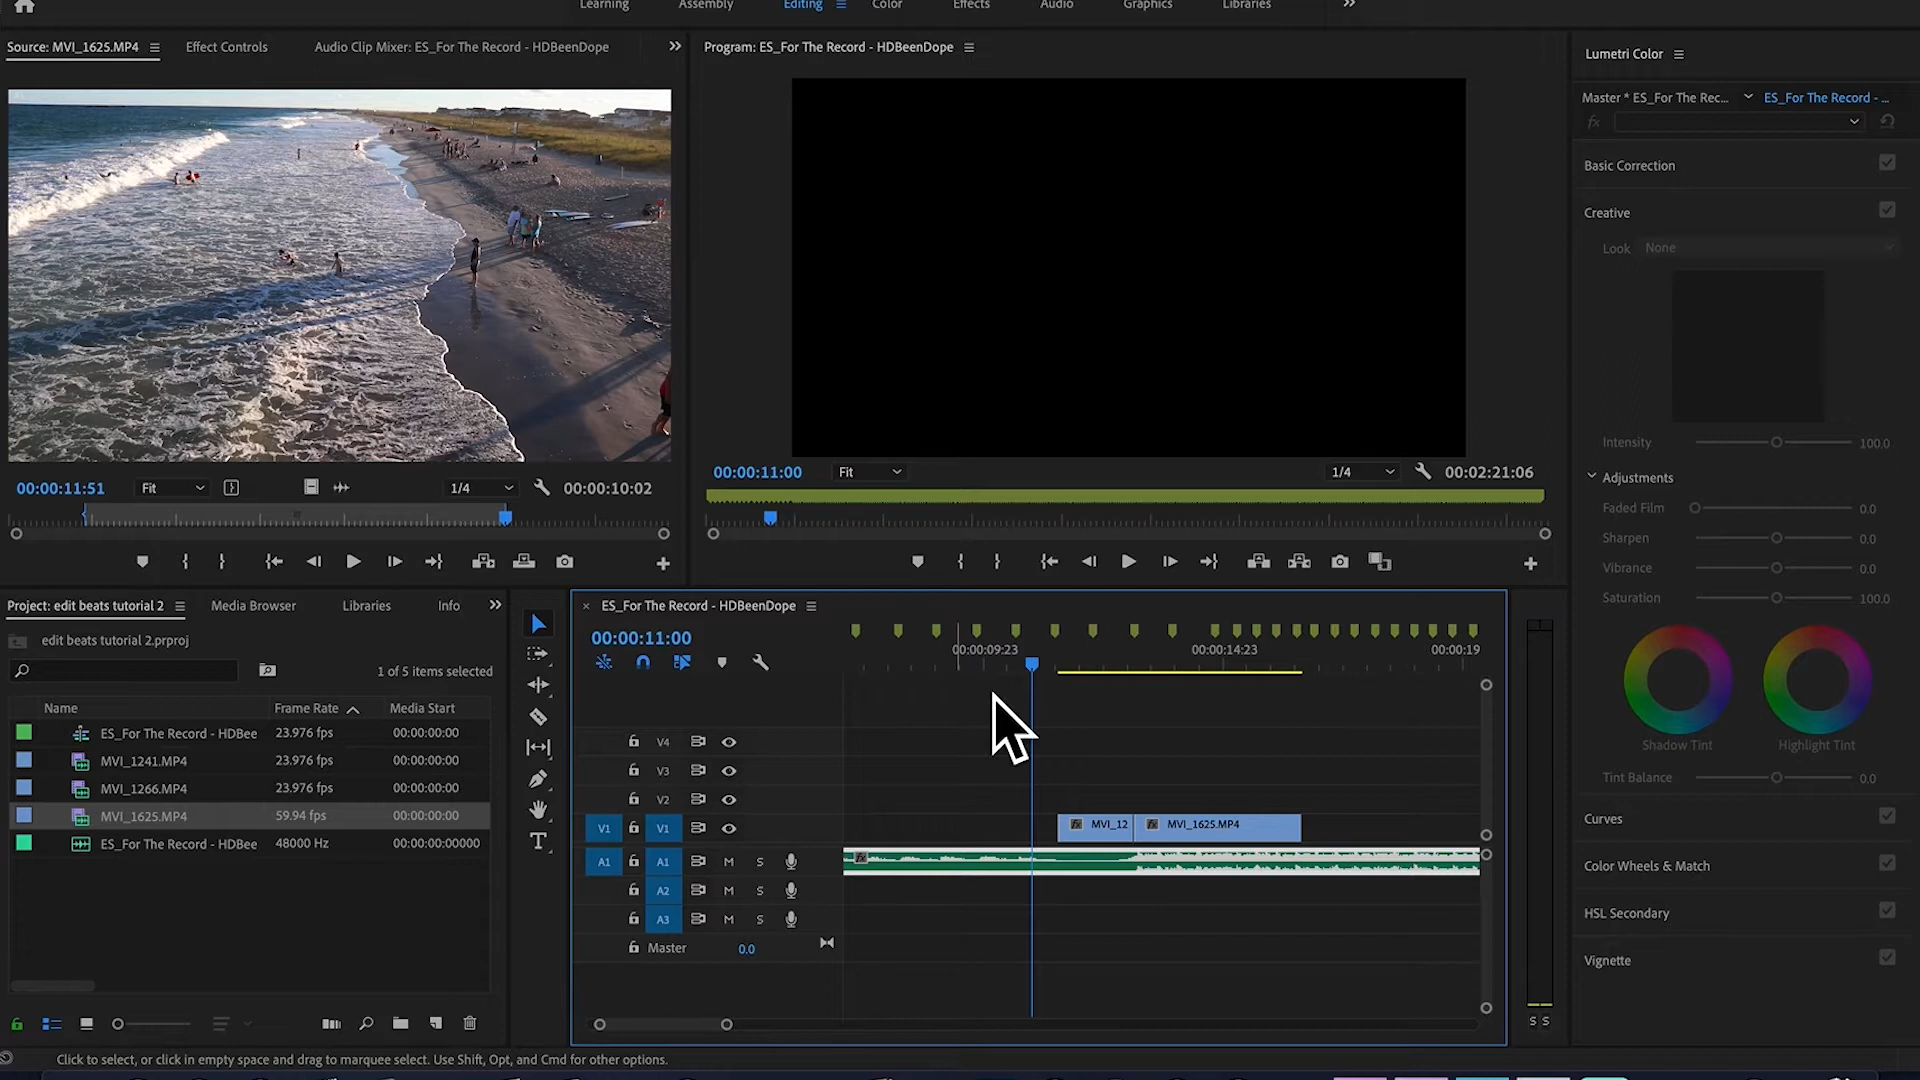 Learning Assembly Editing Color Effects Audio Graphics Libraries
Source: MVI_1625.MP4 Effect Controls Audio Clip Mixer: ES_For The Record - HDBeenDope
Program: ES_For The Record - HDBeenDope
Lumetri Color
Master * ES_For The Rec... ES_For The Record - ...
fx
Basic Correction
Creative
Look None
Intensity 100.0
Adjustments
Faded Film 0.0
Sharpen 0.0
Vibrance 0.0
Saturation 100.0
Shadow Tint Highlight Tint
Tint Balance 0.0
Curves
Color Wheels & Match
HSL Secondary
Vignette
00:00:11:51 Fit 1/4 00:00:10:02
00:00:11:00 Fit 1/4 00:02:21:06
Project: edit beats tutorial 2 Media Browser Libraries Info
edit beats tutorial 2.prproj
1 of 5 items selected
Name Frame Rate Media Start
ES_For The Record - HDBee 23.976 fps 00:00:00:00
MVI_1241.MP4 23.976 fps 00:00:00:00
MVI_1266.MP4 23.976 fps 00:00:00:00
MVI_1625.MP4 59.94 fps 00:00:00:00
ES_For The Record - HDBee 48000 Hz 00:00:00:00000
× ES_For The Record - HDBeenDope
00:00:11:00
00:00:09:23 00:00:14:23 00:00:19
V4
V3
V2
V1 V1 fx MVI_12 fx MVI_1625.MP4
A1 A1 M S fx
A2 M S
A3 M S
Master 0.0
S S
Click to select, or click in empty space and drag to marquee select. Use Shift, Opt, and Cmd for other options.